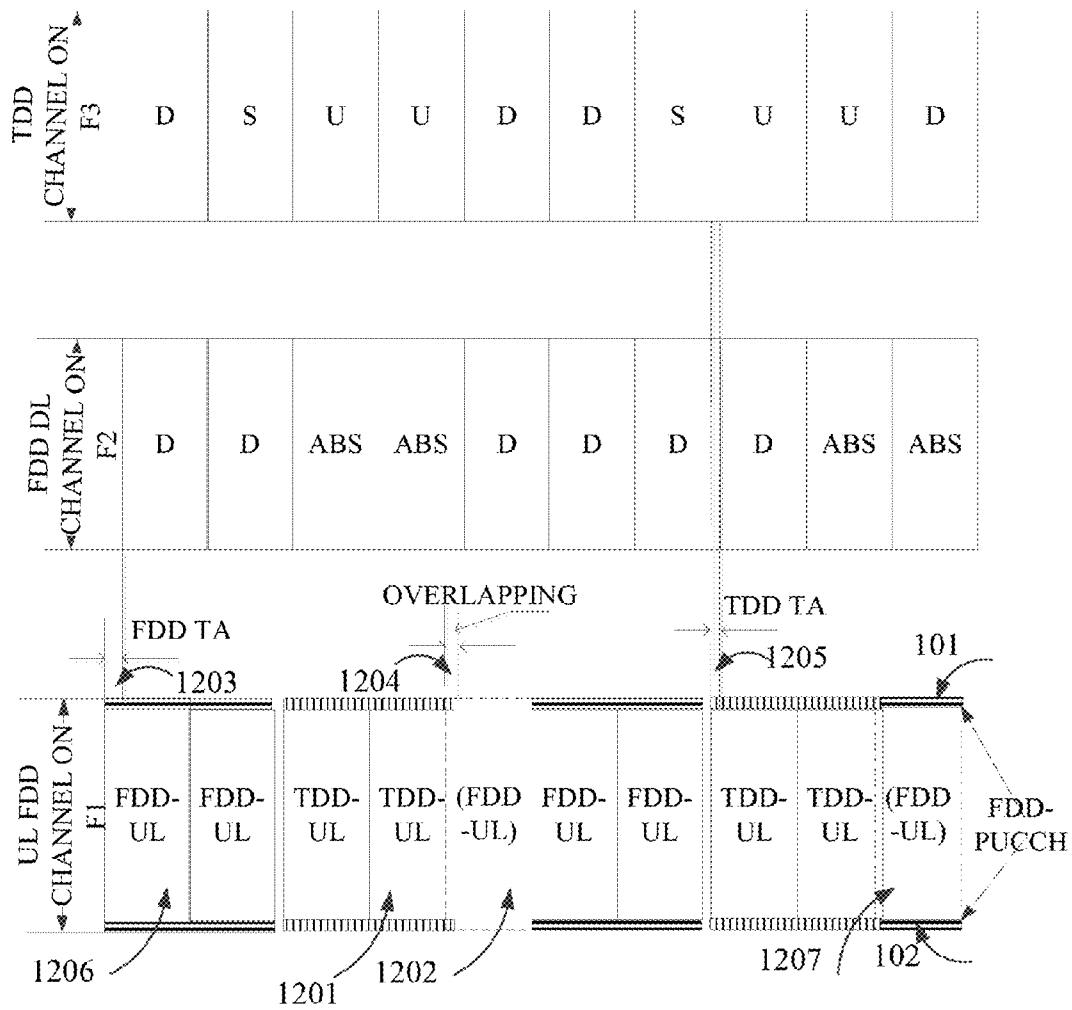 TDD
CHANNEL ON
F3
D S U U D D S U U D
FDD DL
CHANNEL ON
F2
D D ABS ABS D D D D ABS ABS
OVERLAPPING
FDD TA
TDD TA
1203
1204
1205
101
UL FDD
CHANNEL ON
F1
FDD-
UL
FDD-
UL
TDD-
UL
TDD-
UL
(FDD
-UL)
FDD-
UL
FDD-
UL
TDD-
UL
TDD-
UL
(FDD
-UL)
FDD-
PUCCH
1206
1201
1202
1207
102